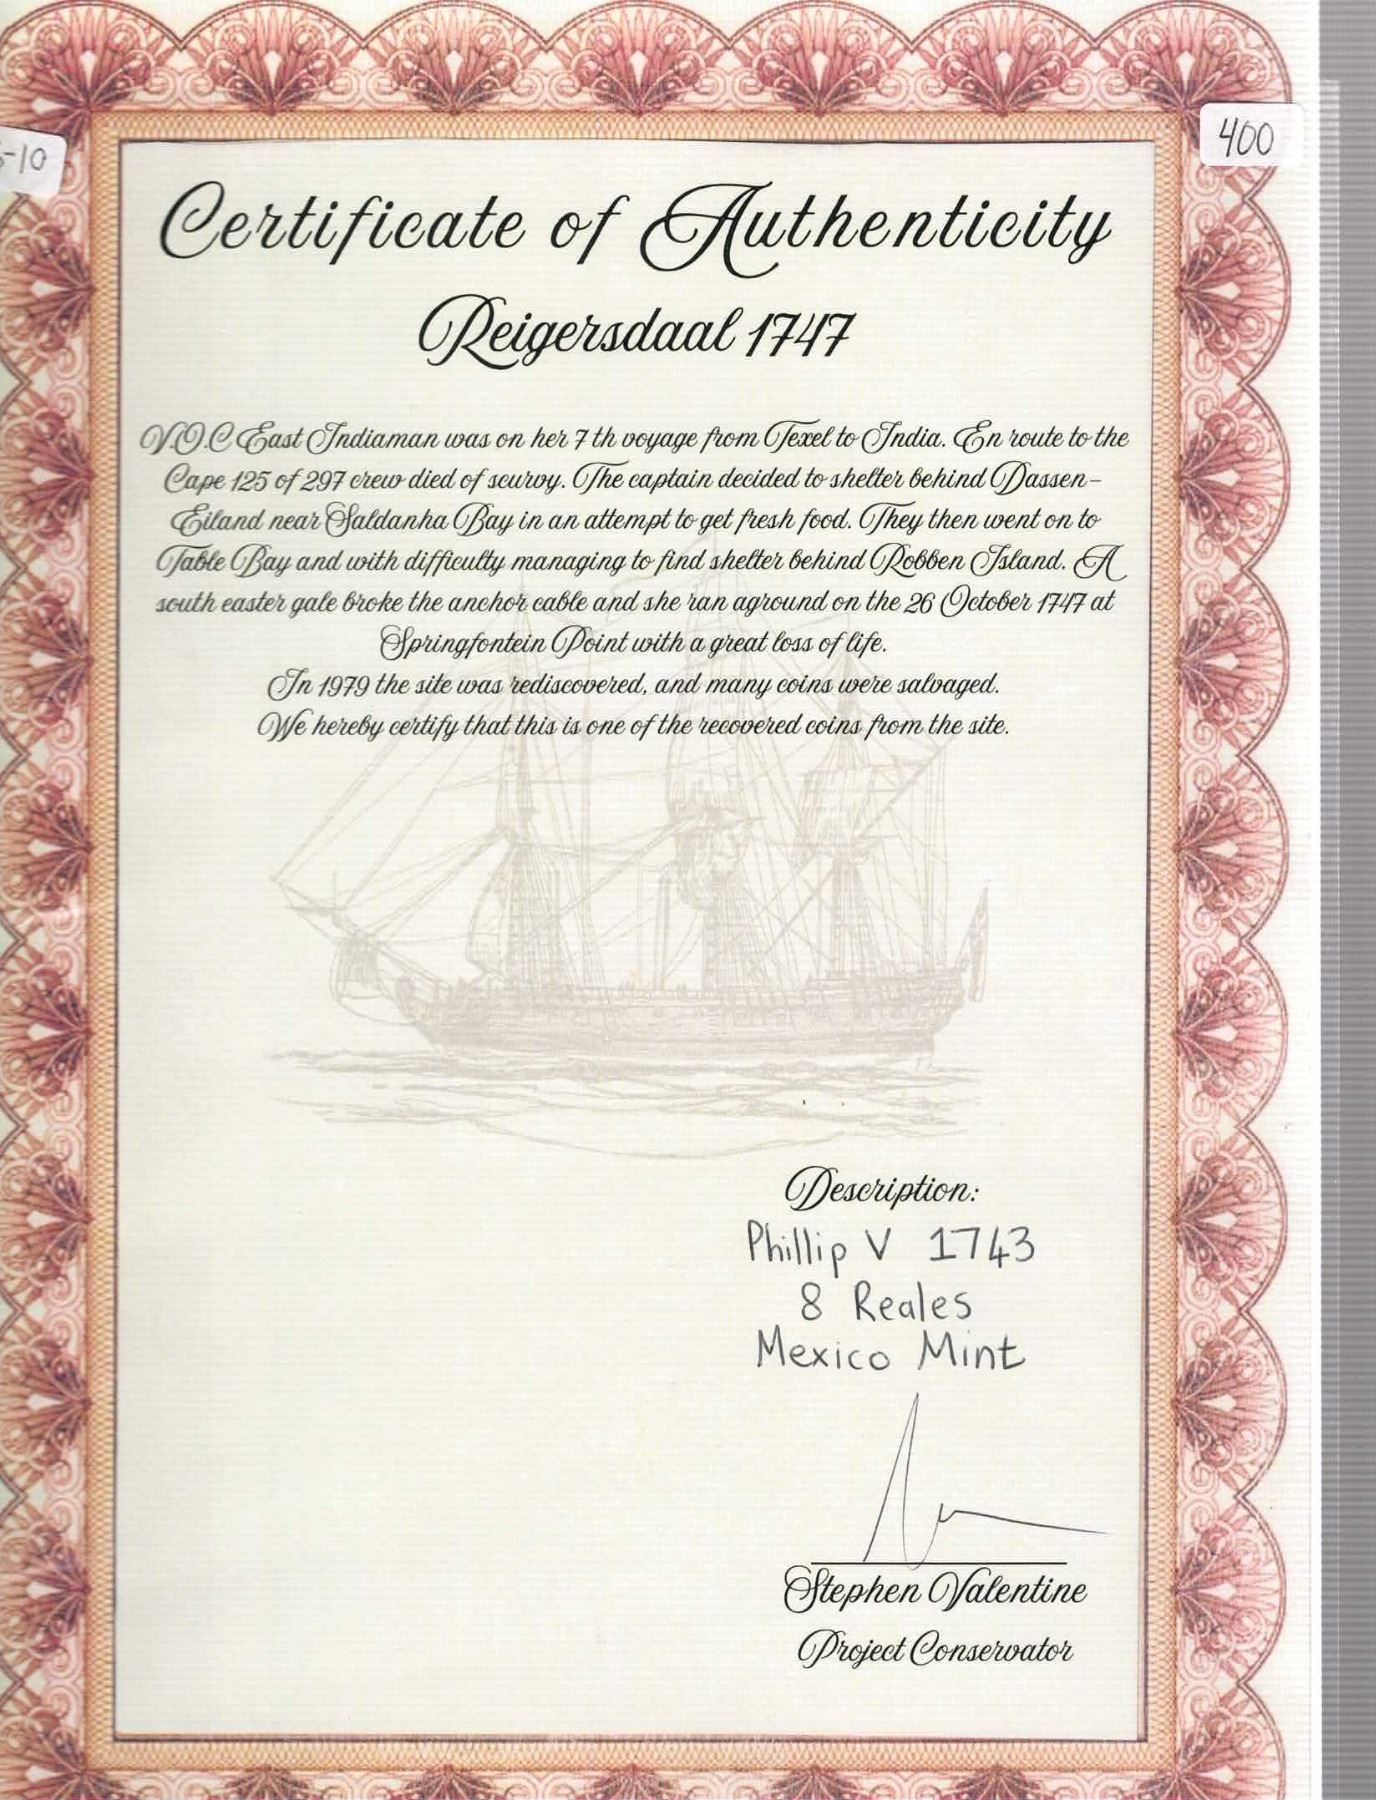 -10
400
Certificate of Authenticity
Reigersdaal 1747
V.O.C East Indiaman was on her 7 th voyage from Texel to India. En route to the
Cape 125 of 297 crew died of scurvy. The captain decided to shelter behind Dassen-
Eiland near Saldanha Bay in an attempt to get fresh food. They then went on to
Table Bay and with difficulty managing to find shelter behind Robben Island. A
south easter gale broke the anchor cable and she ran aground on the 26 October 1747 at
Springfontein Point with a great loss of life.
In 1979 the site was rediscovered, and many coins were salvaged.
We hereby certify that this is one of the recovered coins from the site.
Description:
Phillip V 1743
8 Reales
Mexico Mint
Stephen Valentine
Project Conservator